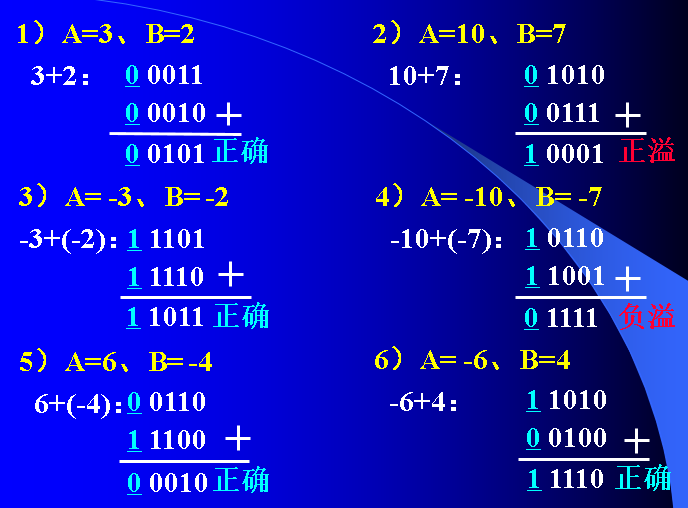 1）A=3、B=2
3+2： 0 0011
0 0010 +
0 0101 正确
2）A=10、B=7
10+7： 0 1010
0 0111 +
1 0001 正溢
3）A= -3、B= -2
-3+(-2)： 1 1101
1 1110 +
1 1011 正确
4）A= -10、B= -7
-10+(-7)： 1 0110
1 1001 +
0 1111 负溢
5）A=6、B= -4
6+(-4)： 0 0110
1 1100 +
0 0010 正确
6）A= -6、B=4
-6+4： 1 1010
0 0100 +
1 1110 正确